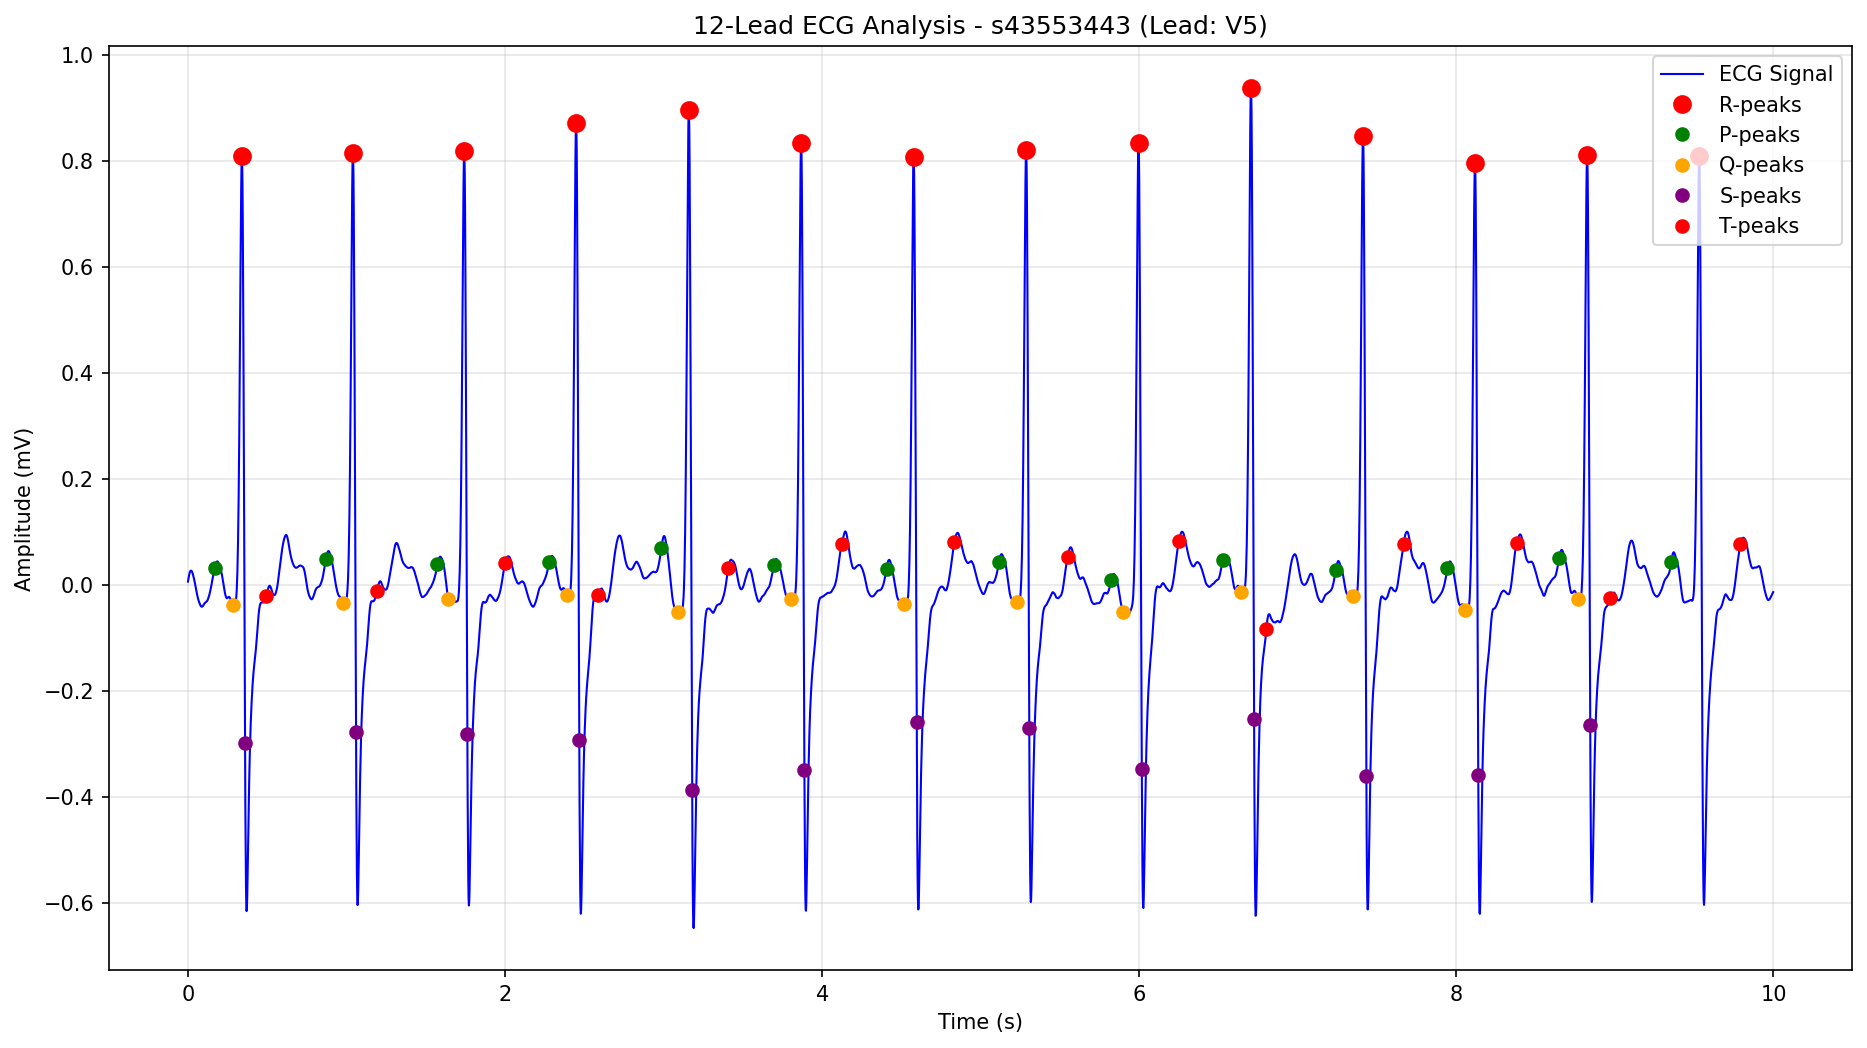 12-Lead ECG Analysis - s43553443 (Lead: V5)
ECG Signal
R-peaks
P-peaks
Q-peaks
S-peaks
T-peaks
Amplitude (mV)
1.0
0.8
0.6
0.4
0.2
0.0
−0.2
−0.4
−0.6
0 2 4 6 8 10
Time (s)